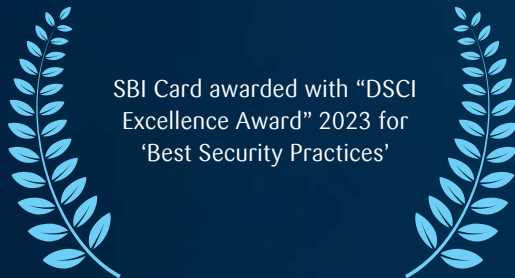 SBI Card awarded with “DSCI
Excellence Award” 2023 for
‘Best Security Practices’